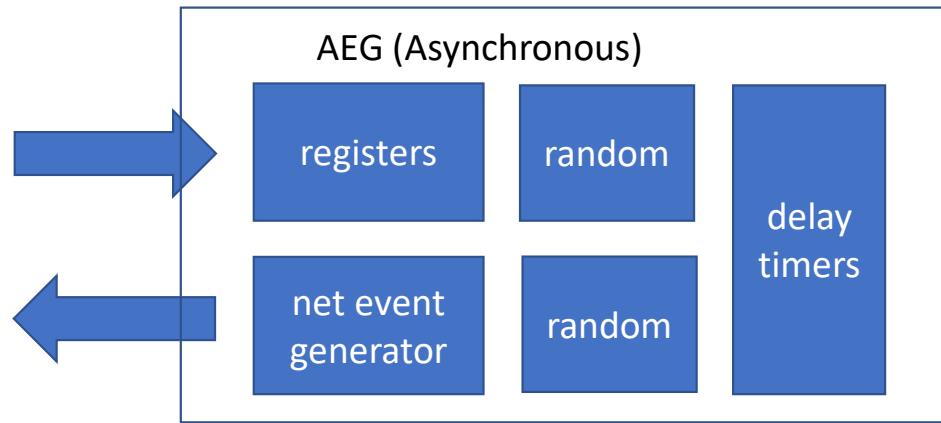 AEG (Asynchronous)
registers
random
delay
timers
net event
generator
random